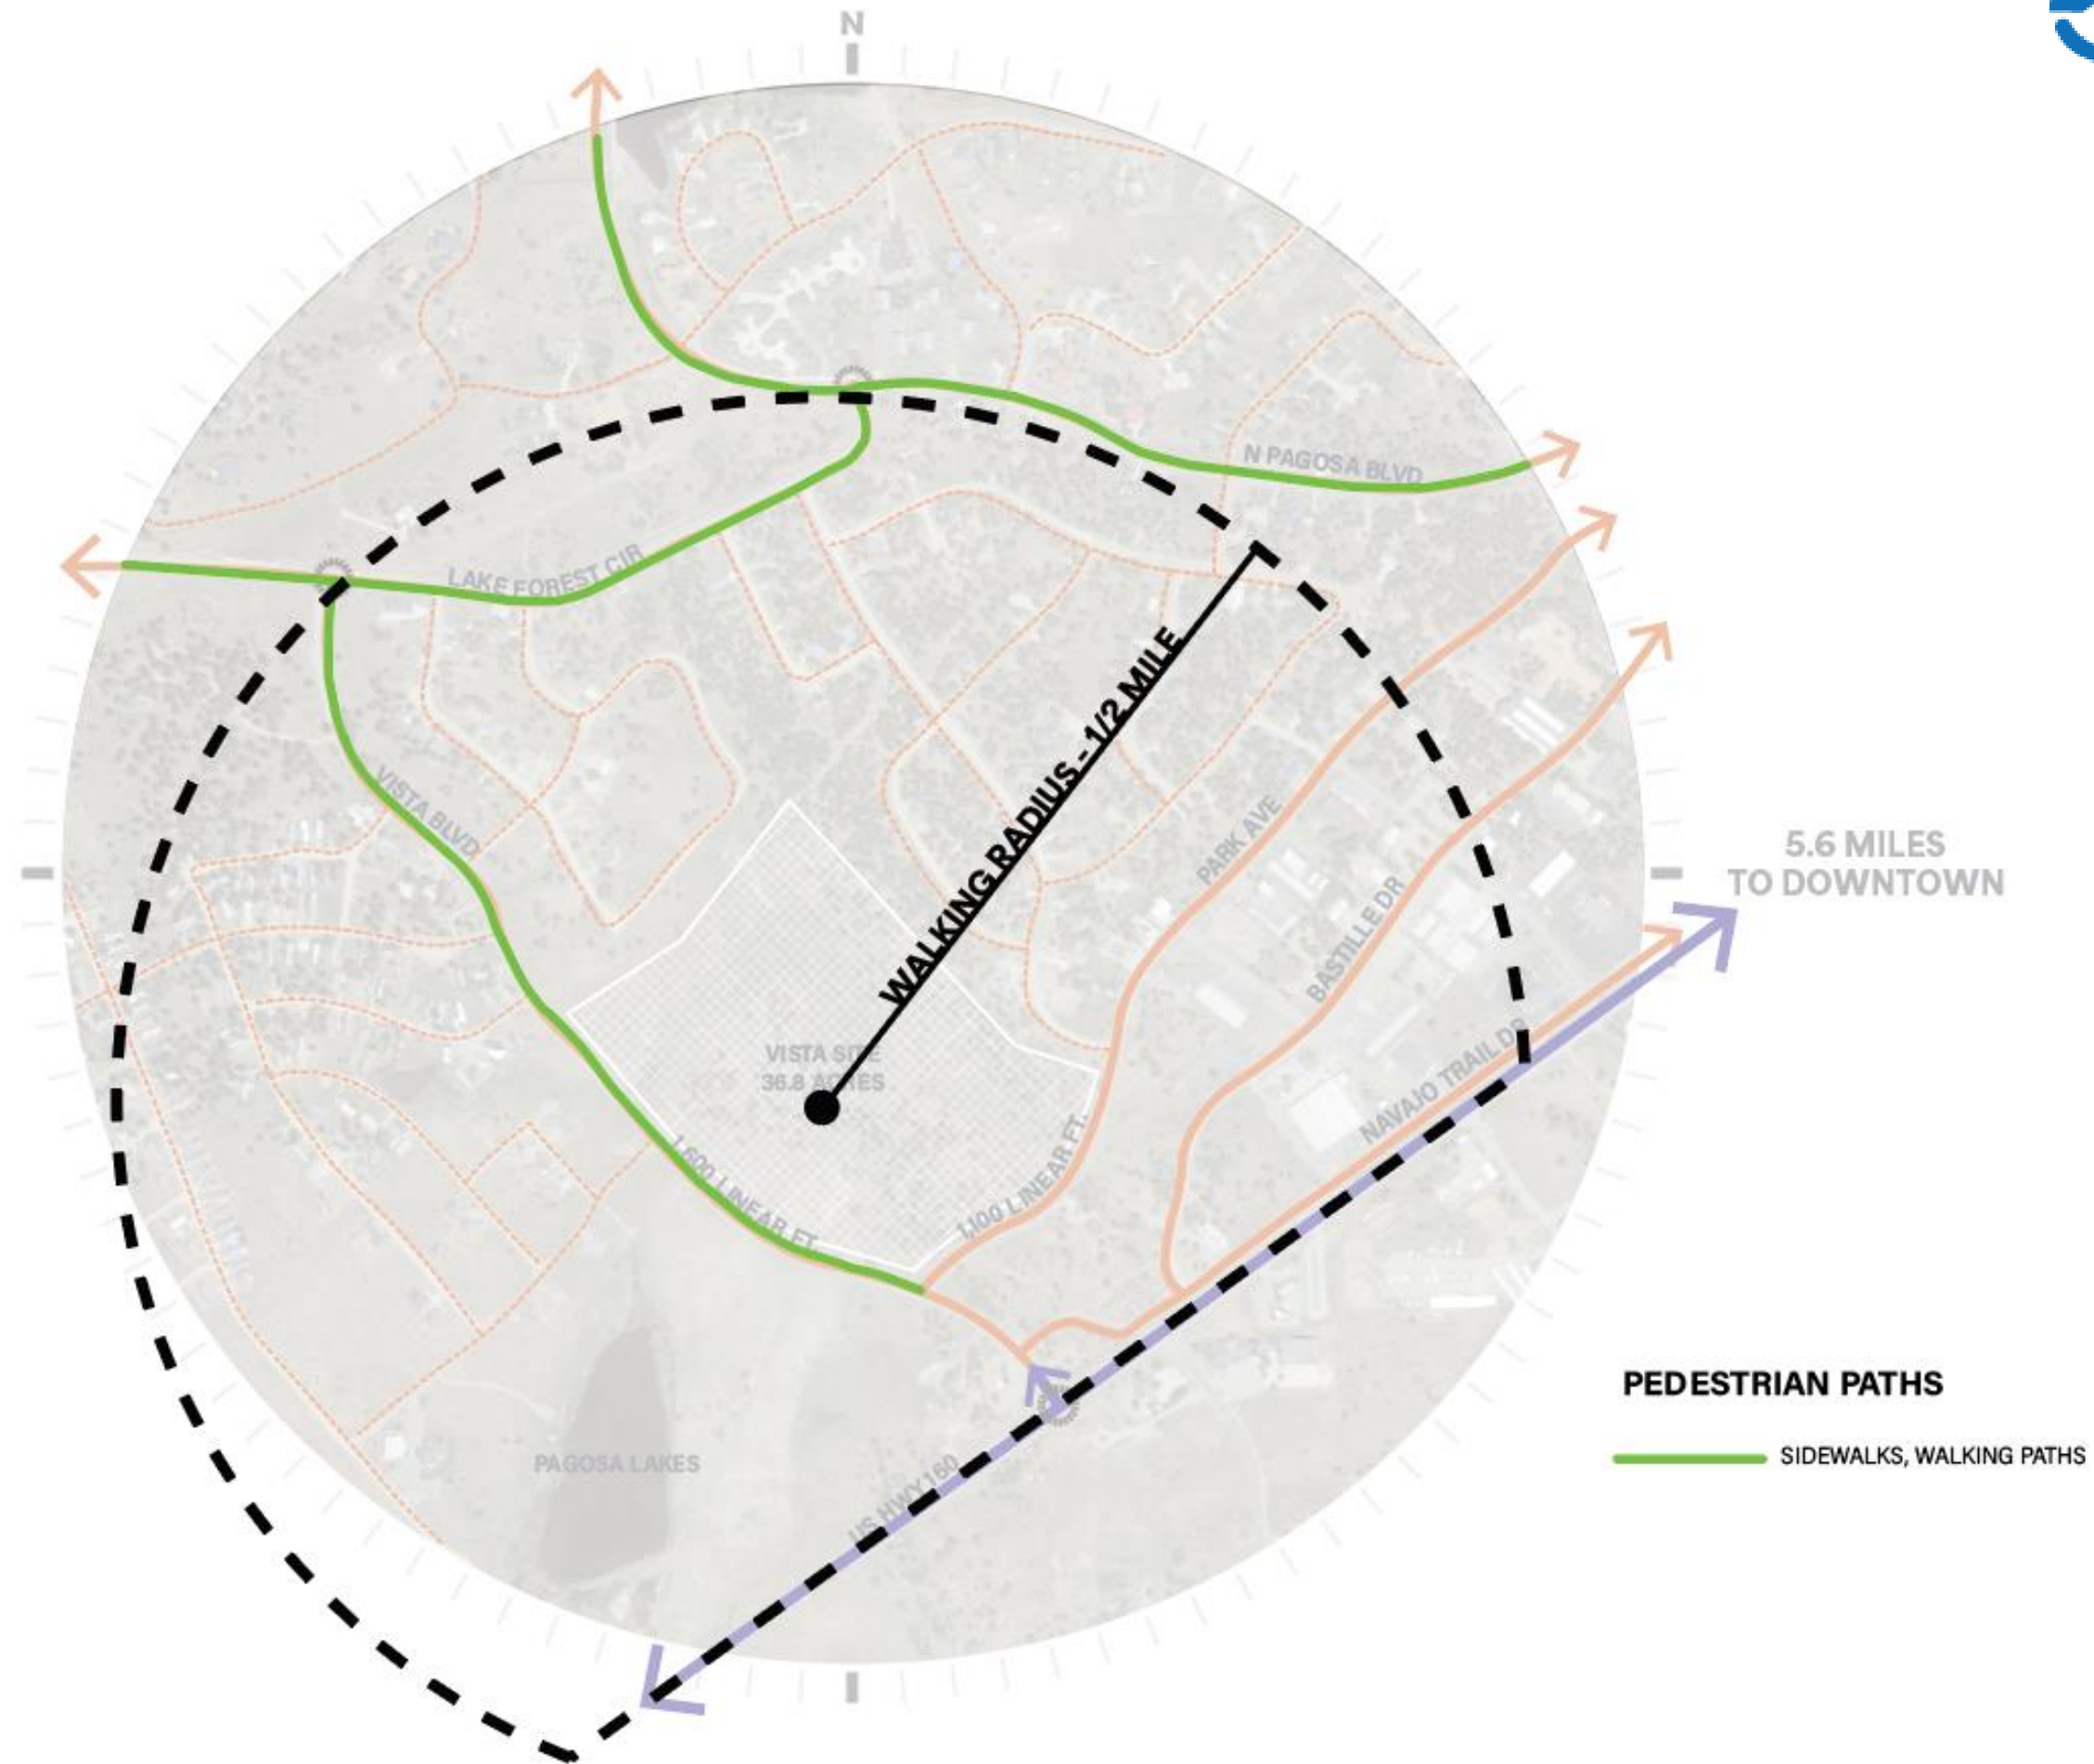 N
N PAGOSA BLVD
LAKE FOREST CIR
WALKING RADIUS - 1/2 MILE
VISTA BLVD
PARK AVE
5.6 MILES
TO DOWNTOWN
BASTILLE DR
VISTA SITE
36.8 ACRES
NAVAJO TRAIL DR
1,600 LINEAR FT.
1,100 LINEAR FT.
PAGOSA LAKES
US HWY 160
PEDESTRIAN PATHS
SIDEWALKS, WALKING PATHS